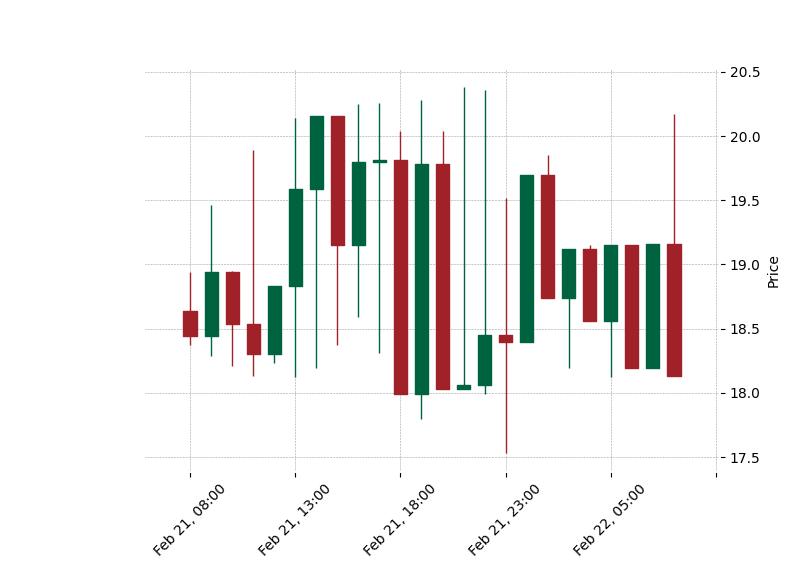 20.5
20.0
19.5
19.0
18.5
18.0
17.5
Price
Feb 21, 08:00
Feb 21, 13:00
Feb 21, 18:00
Feb 21, 23:00
Feb 22, 05:00